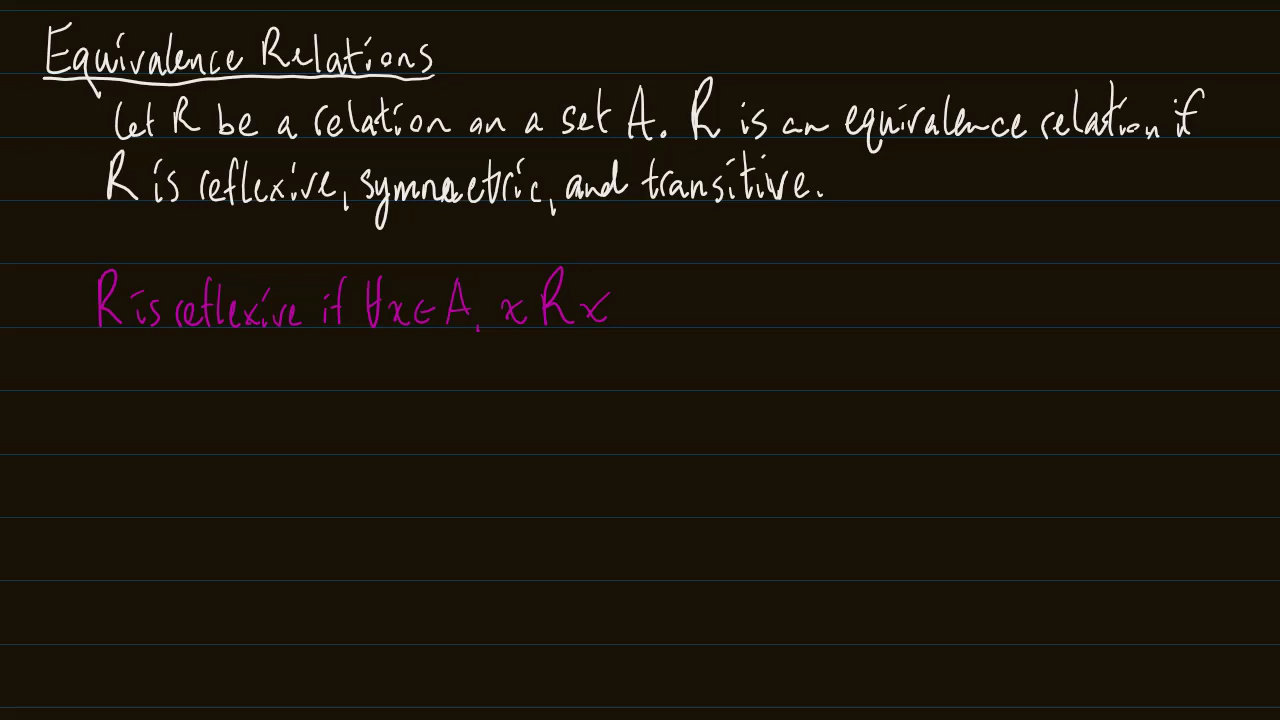 Equivalence Relations
Let R be a relation on a set A. R is an equivalence relation if
R is reflexive, symmetric, and transitive.
R is reflexive if ∀x∈A, x R x